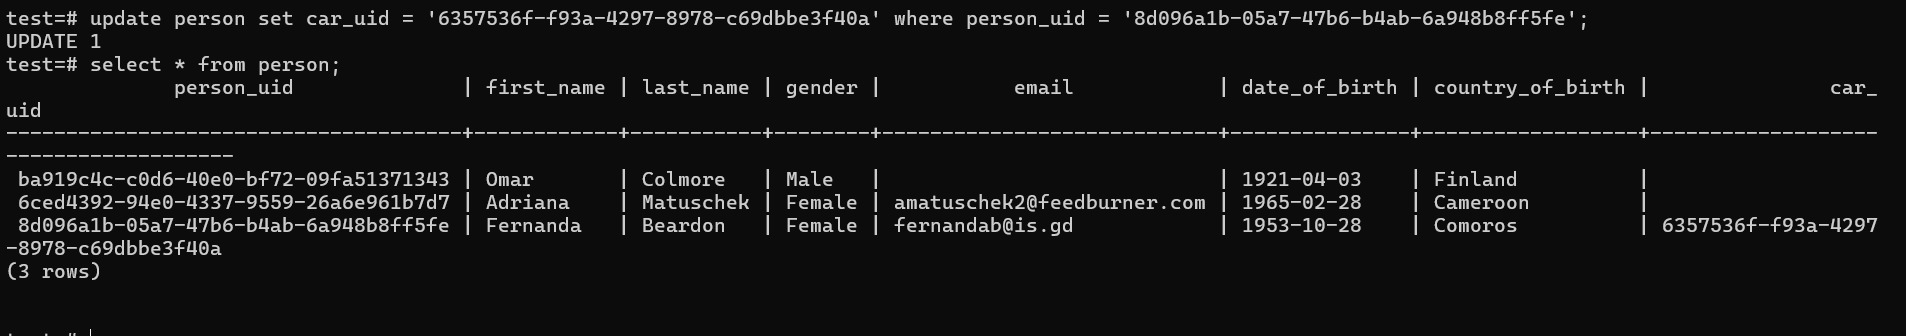 test=# update person set car_uid = '6357536f-f93a-4297-8978-c69dbbe3f40a' where person_uid = '8d096a1b-05a7-47b6-b4ab-6a948b8ff5fe';
UPDATE 1
test=# select * from person;
              person_uid              | first_name | last_name | gender |           email            | date_of_birth | country_of_birth |               car_
uid
--------------------------------------+------------+-----------+--------+----------------------------+---------------+------------------+-------------------
-------------------
 ba919c4c-c0d6-40e0-bf72-09fa51371343 | Omar       | Colmore   | Male   |                            | 1921-04-03    | Finland          |
 6ced4392-94e0-4337-9559-26a6e961b7d7 | Adriana    | Matuschek | Female | amatuschek2@feedburner.com | 1965-02-28    | Cameroon         |
 8d096a1b-05a7-47b6-b4ab-6a948b8ff5fe | Fernanda   | Beardon   | Female | fernandab@is.gd            | 1953-10-28    | Comoros          | 6357536f-f93a-4297
-8978-c69dbbe3f40a
(3 rows)